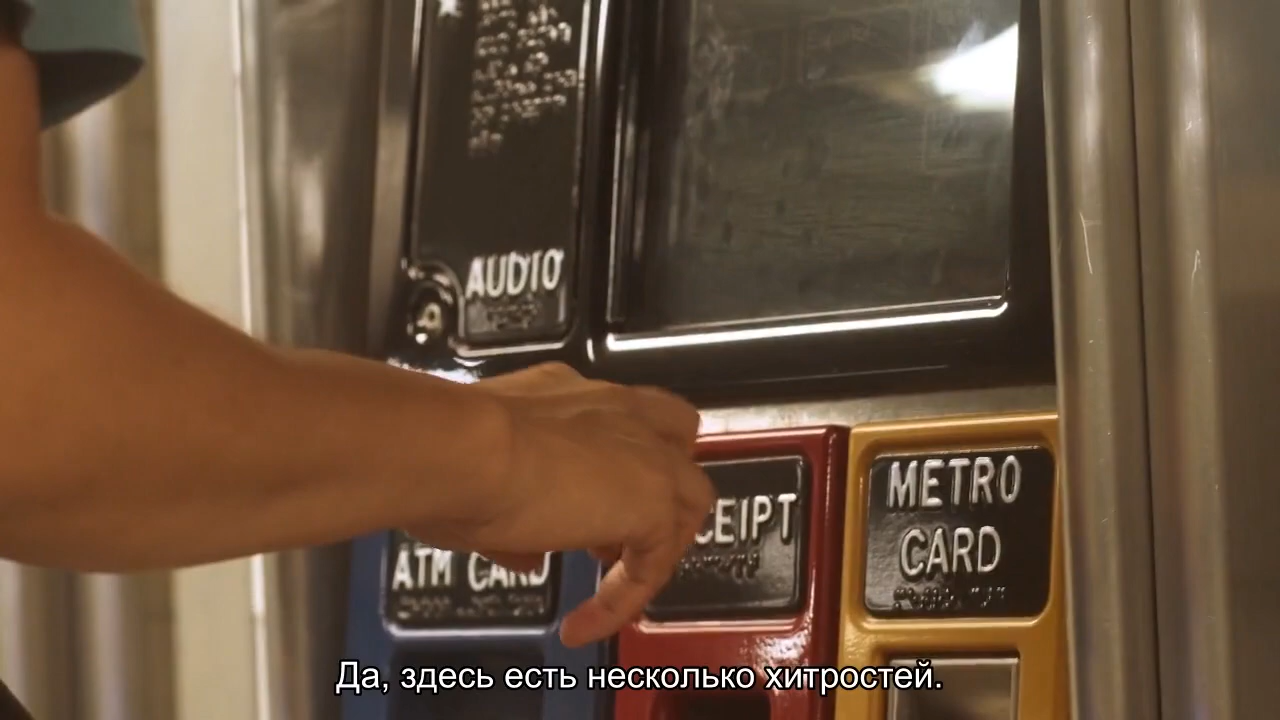 AUDIO
CEIPT
METRO
CARD
ATM CARD
Да, здесь есть несколько хитростей.